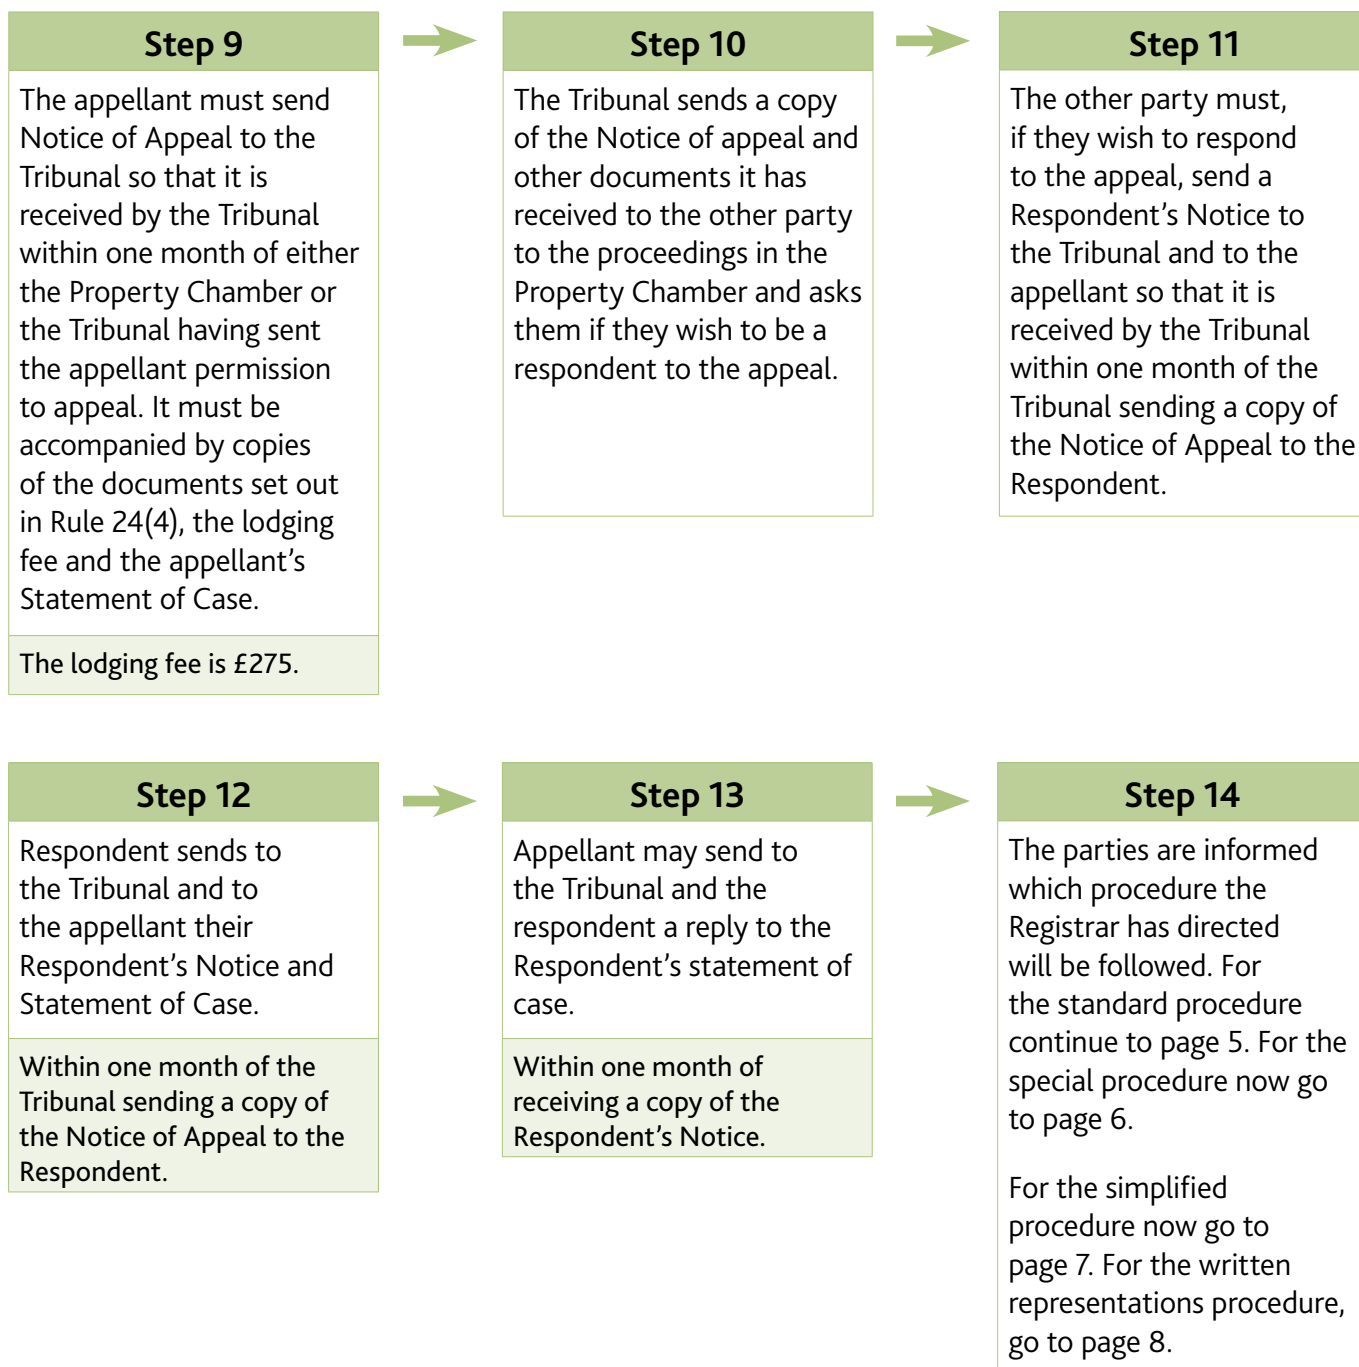 Step 9
The appellant must send
Notice of Appeal to the
Tribunal so that it is
received by the Tribunal
within one month of either
the Property Chamber or
the Tribunal having sent
the appellant permission
to appeal. It must be
accompanied by copies
of the documents set out
in Rule 24(4), the lodging
fee and the appellant’s
Statement of Case.
The lodging fee is £275.
Step 10
The Tribunal sends a copy
of the Notice of appeal and
other documents it has
received to the other party
to the proceedings in the
Property Chamber and asks
them if they wish to be a
respondent to the appeal.
Step 11
The other party must,
if they wish to respond
to the appeal, send a
Respondent’s Notice to
the Tribunal and to the
appellant so that it is
received by the Tribunal
within one month of the
Tribunal sending a copy of
the Notice of Appeal to the
Respondent.
Step 12
Respondent sends to
the Tribunal and to
the appellant their
Respondent’s Notice and
Statement of Case.
Within one month of the
Tribunal sending a copy of
the Notice of Appeal to the
Respondent.
Step 13
Appellant may send to
the Tribunal and the
respondent a reply to the
Respondent’s statement of
case.
Within one month of
receiving a copy of the
Respondent’s Notice.
Step 14
The parties are informed
which procedure the
Registrar has directed
will be followed. For
the standard procedure
continue to page 5. For the
special procedure now go
to page 6.
For the simplified
procedure now go to
page 7. For the written
representations procedure,
go to page 8.